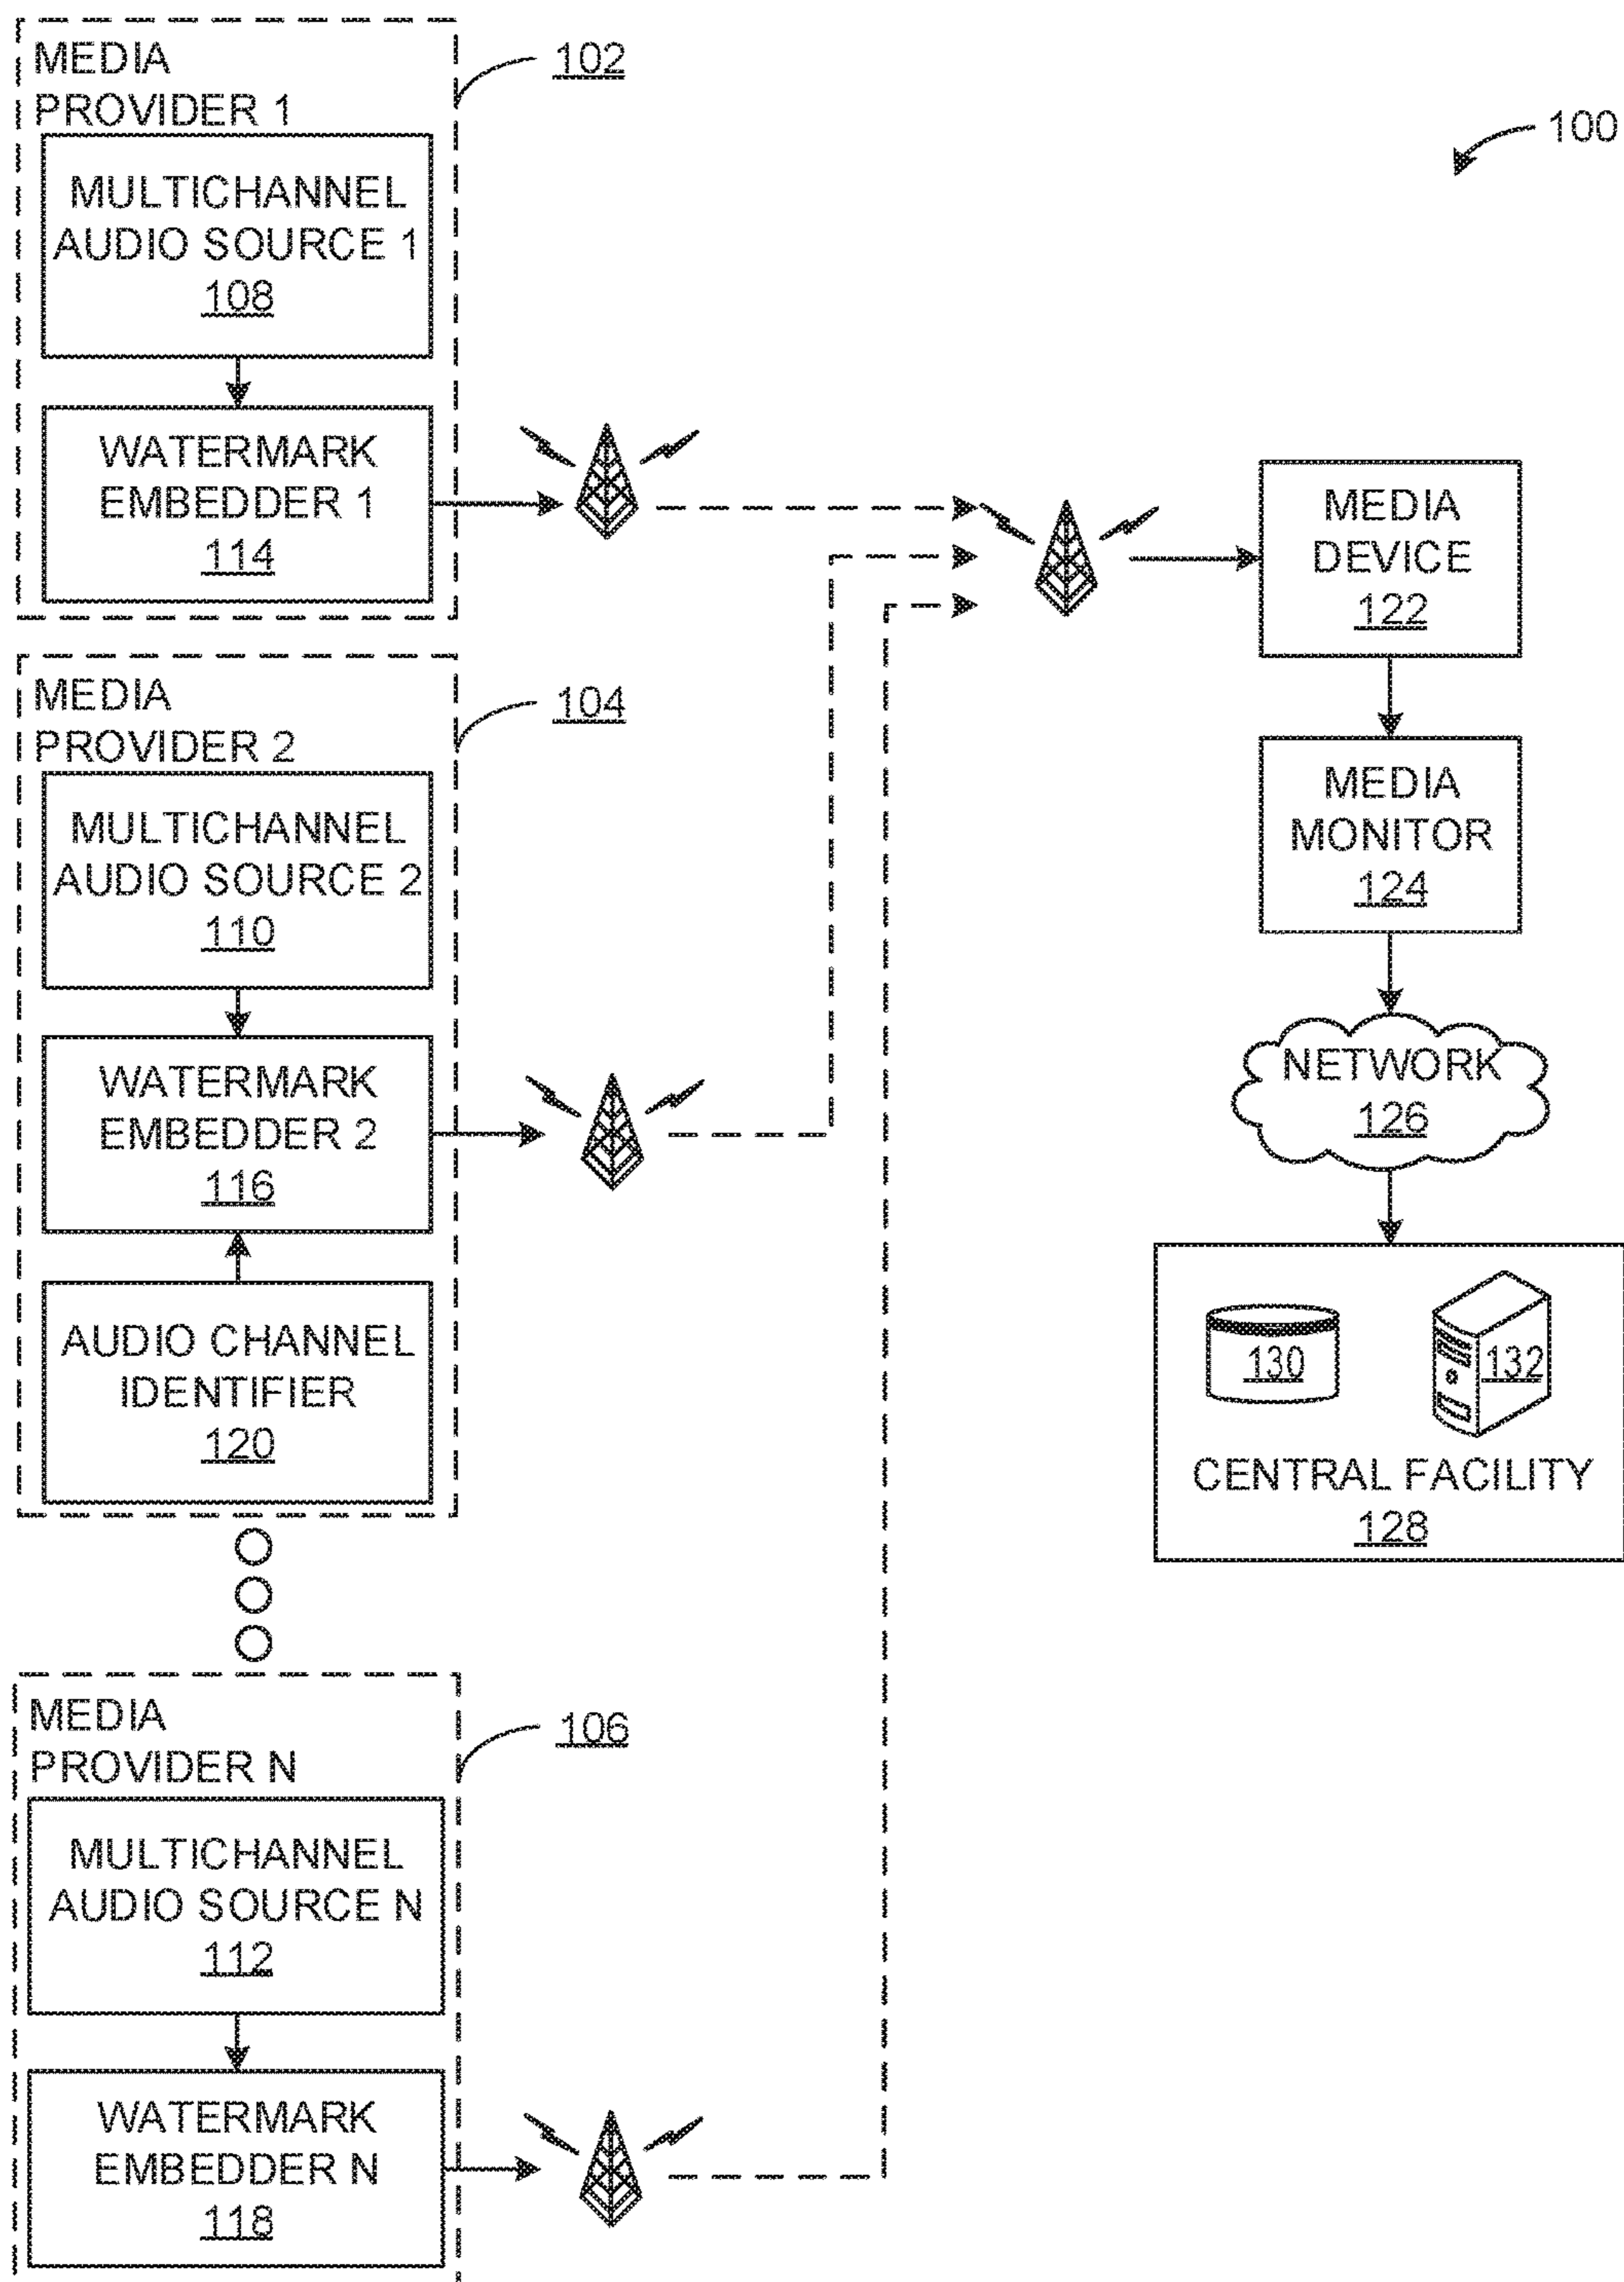 MEDIA
PROVIDER 1
102
100
MULTICHANNEL
AUDIO SOURCE 1
108
WATERMARK
EMBEDDER 1
114
MEDIA
DEVICE
122
MEDIA
PROVIDER 2
104
MULTICHANNEL
AUDIO SOURCE 2
110
MEDIA
MONITOR
124
WATERMARK
EMBEDDER 2
116
NETWORK
126
AUDIO CHANNEL
IDENTIFIER
120
130
132
CENTRAL FACILITY
128
MEDIA
PROVIDER N
106
MULTICHANNEL
AUDIO SOURCE N
112
WATERMARK
EMBEDDER N
118